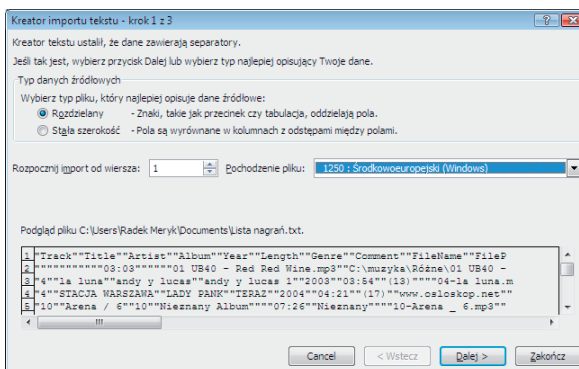 Kreator importu tekstu - krok 1 z 3
Kreator tekstu ustalił, że dane zawierają separatory.
Jeśli tak jest, wybierz przycisk Dalej lub wybierz typ najlepiej opisujący Twoje dane.
Typ danych źródłowych
Wybierz typ pliku, który najlepiej opisuje dane źródłowe:
Rozdzielany - Znaki, takie jak przecinek czy tabulacja, oddzielają pola.
Stała szerokość - Pola są wyrównane w kolumnach z odstępami między polami.
Rozpocznij import od wiersza: 1 Pochodzenie pliku: 1250 : Środkowoeuropejski (Windows)
Podgląd pliku C:\Users\Radek Meryk\Documents\Lista nagrań.txt.
1 "Track""Title""Artist""Album""Year""Length""Genre""Comment""FileName""FileP
2 """""""""""03:03""""""01 UB40 - Red Red Wine.mp3""C:\muzyka\Różne\01 UB40 -
3 "4""la luna""andy y lucas""andy y lucas 1""2003""03:54""(13)""""04-la luna.m
4 "4""STACJA WARSZAWA""LADY PANK""TERAZ""2004""04:21""(17)""www.osloskop.net""
5 "10""Arena / 6""10""Nieznany Album""""07:26""Nieznany""""10-Arena _ 6.mp3""
Cancel < Wstecz Dalej > Zakończ